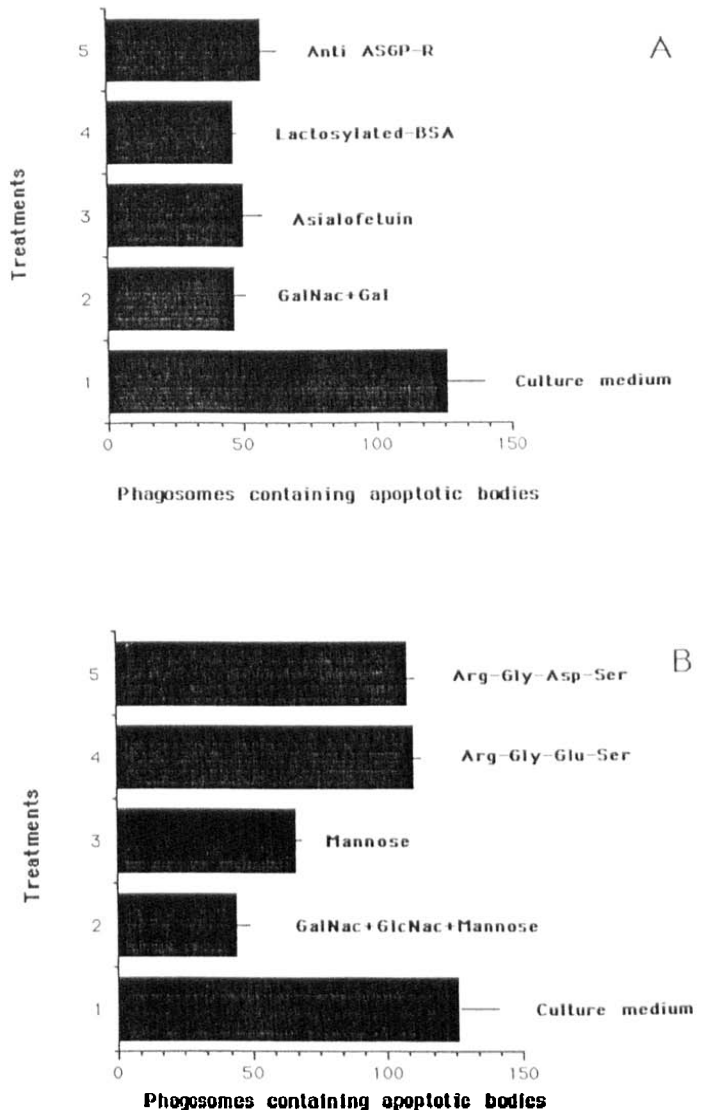 A
Treatments
5 Anti ASGP-R
4 Lactosylated-BSA
3 Asialofetuin
2 GalNac+Gal
1 Culture medium
0 50 100 150
Phagosomes containing apoptotic bodies
B
Treatments
5 Arg-Gly-Asp-Ser
4 Arg-Gly-Glu-Ser
3 Mannose
2 GalNac+GlcNac+Mannose
1 Culture medium
0 50 100 150
Phagosomes containing apoptotic bodies